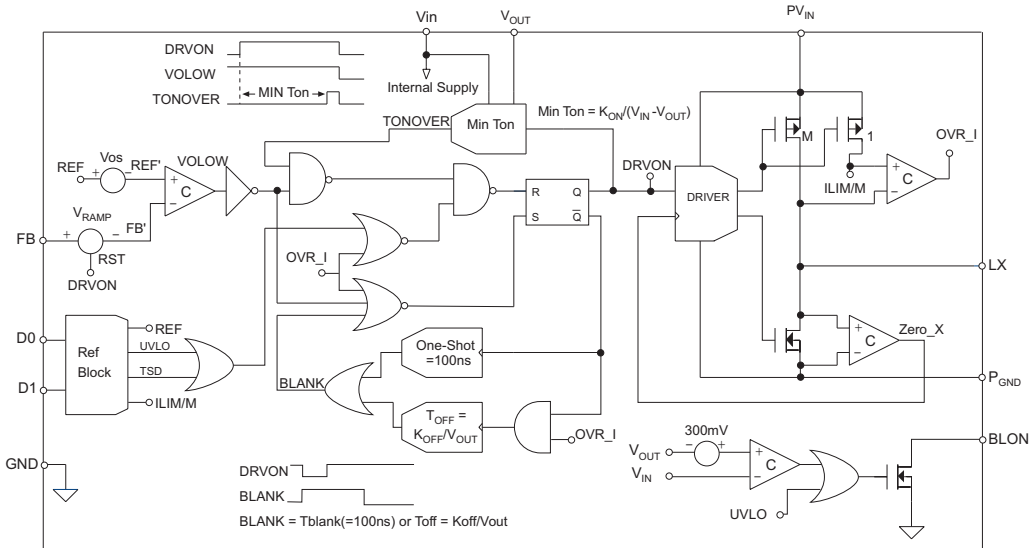 Vin
VOUT
PVIN
DRVON
VOLOW
TONOVER
MIN Ton
Internal Supply
TONOVER
Min Ton
Min Ton = KON/(VIN -VOUT)
M
1
OVR_I
C
ILIM/M
REF
Vos
REF'
VOLOW
+
−
+
−
C
DRVON
R
Q
S
Q
DRIVER
+
−
VRAMP
FB
+
−
FB'
RST
DRVON
OVR_I
LX
D0
D1
Ref
Block
REF
UVLO
TSD
ILIM/M
One-Shot
=100ns
BLANK
TOFF =
KOFF/VOUT
OVR_I
+
−
C
Zero_X
PGND
GND
DRVON
BLANK
BLANK = Tblank(=100ns) or Toff = Koff/Vout
300mV
VOUT
−
+
+
−
C
VIN
UVLO
BLON